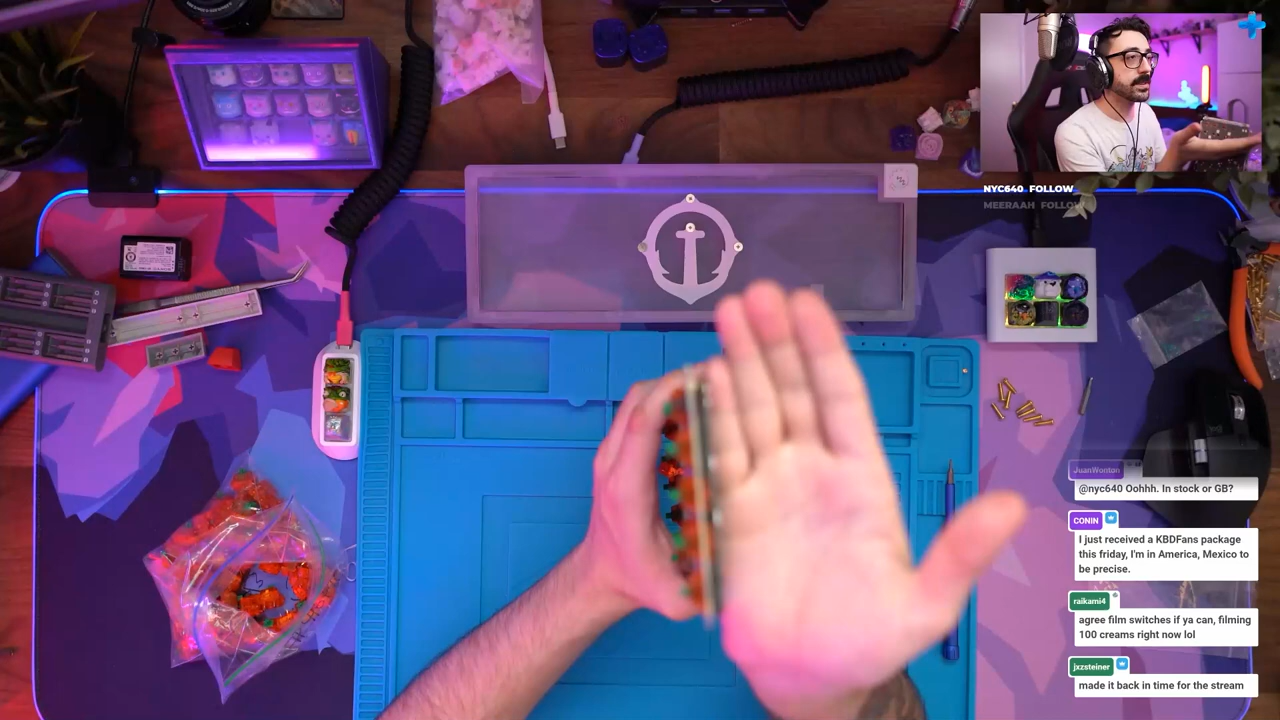 NYC640 FOLLOW
MEERAAH FOLLOW
JuanWonton
@nyc640 Oohhh. In stock or GB?
CONIN
I just received a KBDFans package
this friday, I'm in America, Mexico to
be precise.
raikami4
agree film switches if ya can, filming
100 creams right now lol
jxzsteiner
made it back in time for the stream